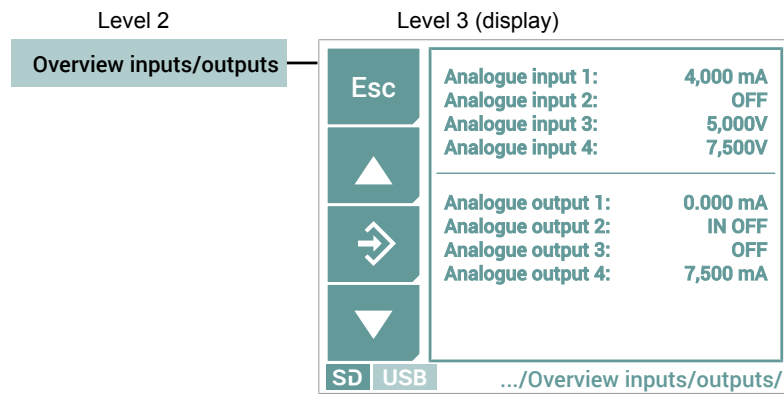 Level 2 Level 3 (display)
Overview inputs/outputs
Esc
Analogue input 1: 4,000 mA
Analogue input 2: OFF
Analogue input 3: 5,000V
Analogue input 4: 7,500V
Analogue output 1: 0.000 mA
Analogue output 2: IN OFF
Analogue output 3: OFF
Analogue output 4: 7,500 mA
SD USB .../Overview inputs/outputs/